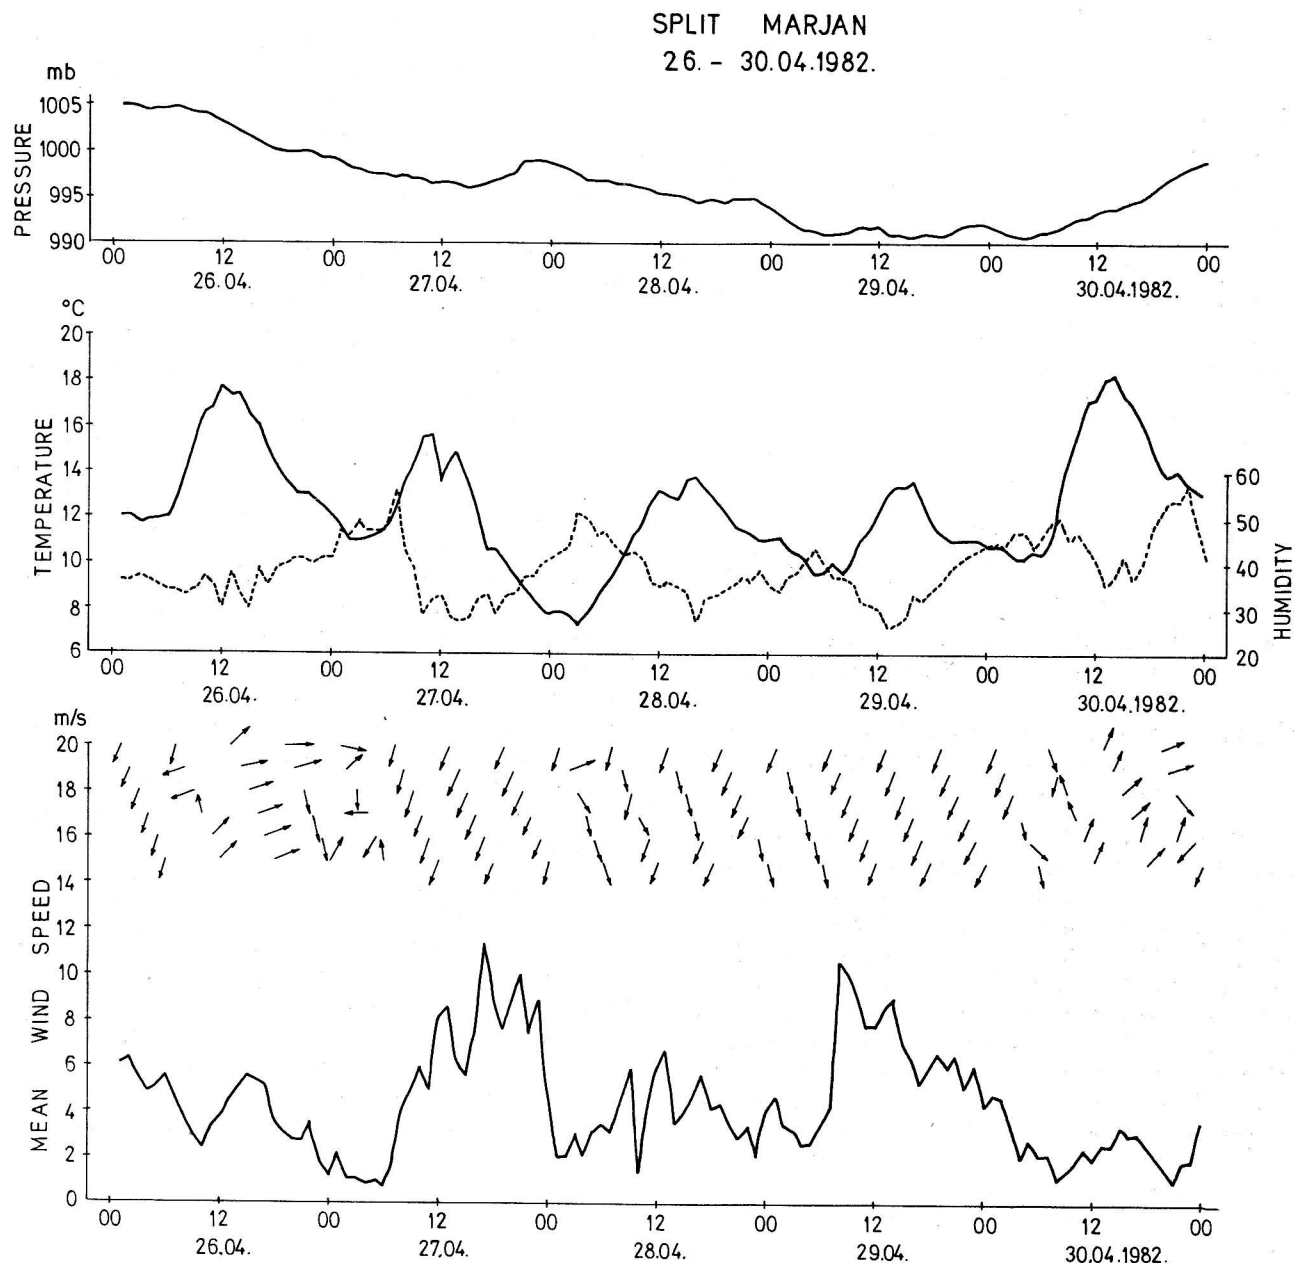 SPLIT MARJAN
26. - 30.04.1982.
mb
PRESSURE
1005
1000
995
990
00 12 00 12 00 12 00 12 00 12 00
26.04. 27.04. 28.04. 29.04. 30.04.1982.
°C
TEMPERATURE
20
18
16
14
12
10
8
6
60
50
40
30
20
HUMIDITY
00 12 00 12 00 12 00 12 00 12 00
26.04. 27.04. 28.04. 29.04. 30.04.1982.
m/s
MEAN WIND SPEED
20
18
16
14
12
10
8
6
4
2
0
00 12 00 12 00 12 00 12 00 12 00
26.04. 27.04. 28.04. 29.04. 30.04.1982.